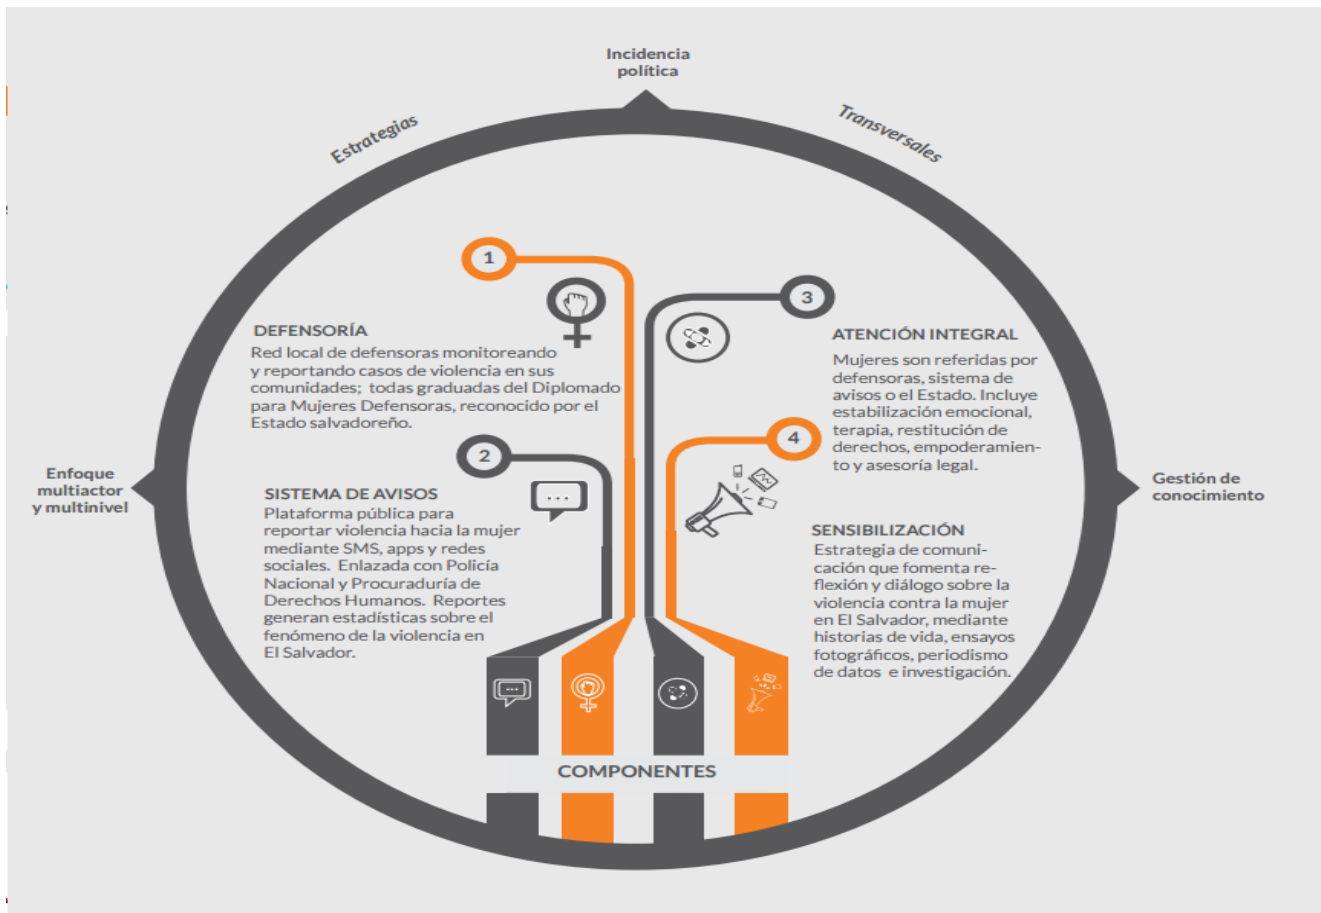 Incidencia
política
Estrategias
Transversales
1
DEFENSORÍA
Red local de defensoras monitoreando
y reportando casos de violencia en sus
comunidades; todas graduadas del Diplomado
para Mujeres Defensoras, reconocido por el
Estado salvadoreño.
2
SISTEMA DE AVISOS
Plataforma pública para
reportar violencia hacia la mujer
mediante SMS, apps y redes
sociales. Enlazada con Policía
Nacional y Procuraduría de
Derechos Humanos. Reportes
generan estadísticas sobre el
fenómeno de la violencia en
El Salvador.
3
ATENCIÓN INTEGRAL
Mujeres son referidas por
defensoras, sistema de
avisos o el Estado. Incluye
estabilización emocional,
terapia, restitución de
derechos, empoderamien-
to y asesoría legal.
4
SENSIBILIZACIÓN
Estrategia de comuni-
cación que fomenta re-
flexión y diálogo sobre la
violencia contra la mujer
en El Salvador, mediante
historias de vida, ensayos
fotográficos, periodismo
de datos e investigación.
Enfoque
multiactor
y multinivel
Gestión de
conocimiento
COMPONENTES